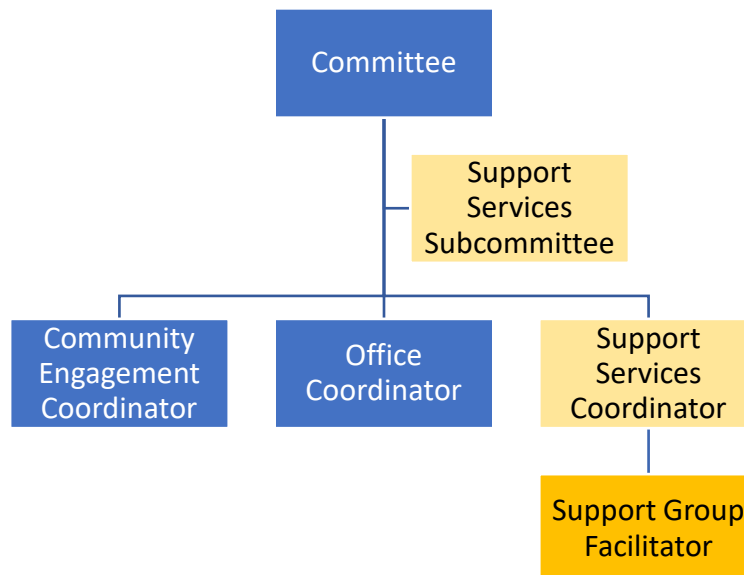 Committee
Support
Services
Subcommittee
Community
Engagement
Coordinator
Office
Coordinator
Support
Services
Coordinator
Support Group
Facilitator